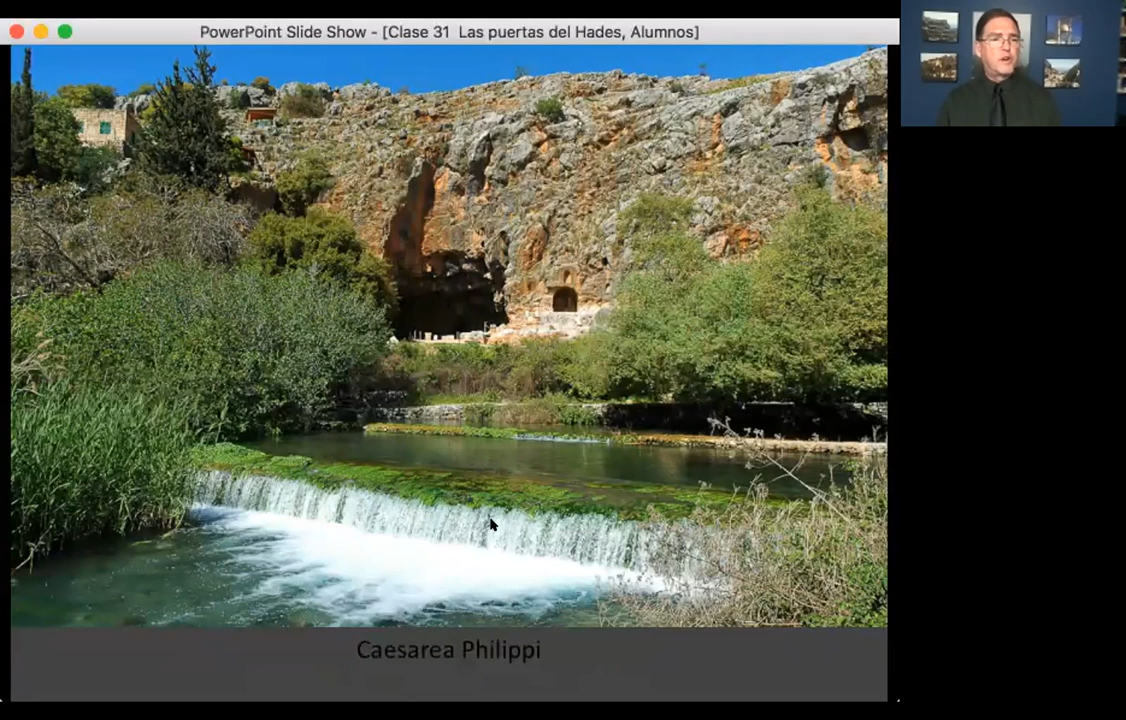 PowerPoint Slide Show - [Clase 31  Las puertas del Hades, Alumnos]
Caesarea Philippi